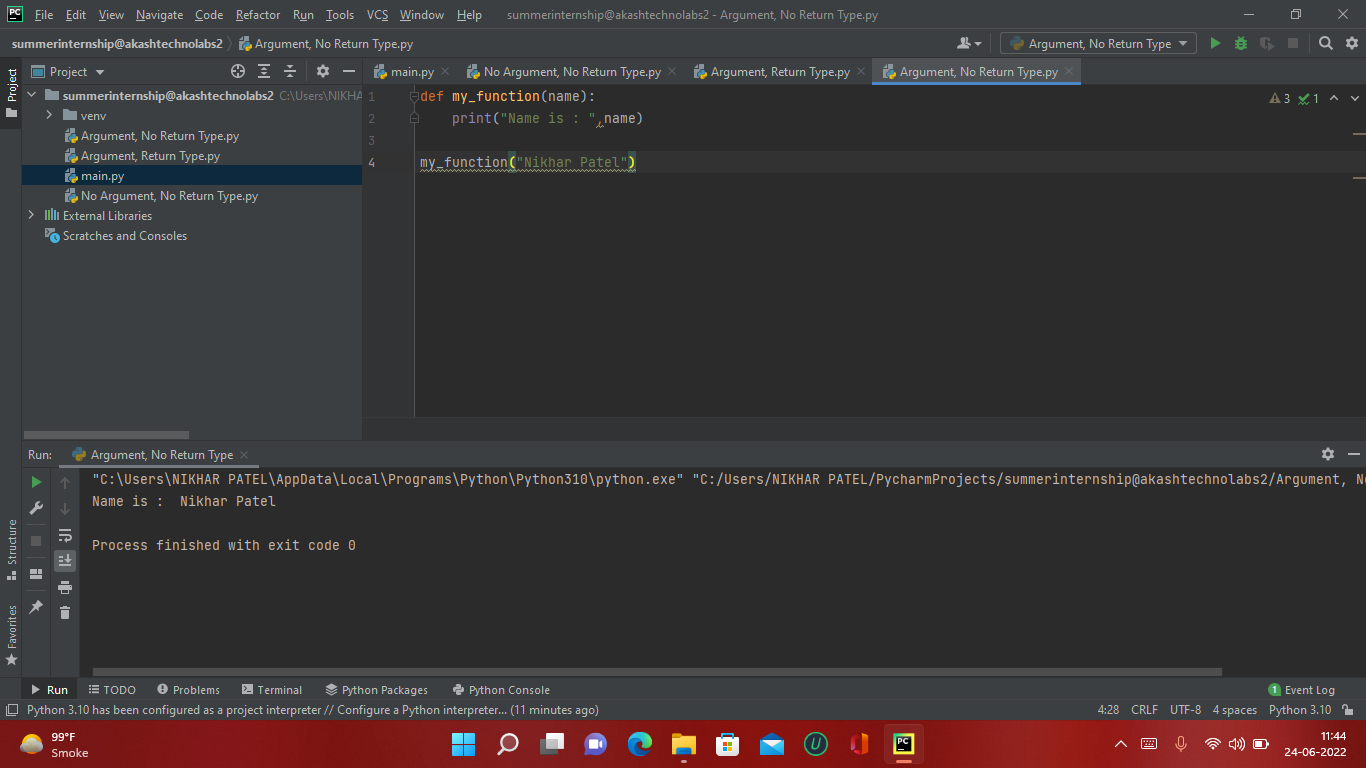 PC File Edit View Navigate Code Refactor Run Tools VCS Window Help summerinternship@akashtechnolabs2 - Argument, No Return Type.py
summerinternship@akashtechnolabs2 Argument, No Return Type.py Argument, No Return Type
Project
Project
main.py No Argument, No Return Type.py Argument, Return Type.py Argument, No Return Type.py
summerinternship@akashtechnolabs2 C:\Users\NIKHA
venv
Argument, No Return Type.py
Argument, Return Type.py
main.py
No Argument, No Return Type.py
External Libraries
Scratches and Consoles
1 def my_function(name):
2 print("Name is : ",name)
3
4 my_function("Nikhar Patel")
3 1
Run: Argument, No Return Type
"C:\Users\NIKHAR PATEL\AppData\Local\Programs\Python\Python310\python.exe" "C:/Users/NIKHAR PATEL/PycharmProjects/summerinternship@akashtechnolabs2/Argument, No
Name is :  Nikhar Patel
Process finished with exit code 0
Structure
Favorites
Run TODO Problems Terminal Python Packages Python Console 1 Event Log
Python 3.10 has been configured as a project interpreter // Configure a Python interpreter... (11 minutes ago) 4:28 CRLF UTF-8 4 spaces Python 3.10
99°F
Smoke
U
PC
11:44
24-06-2022